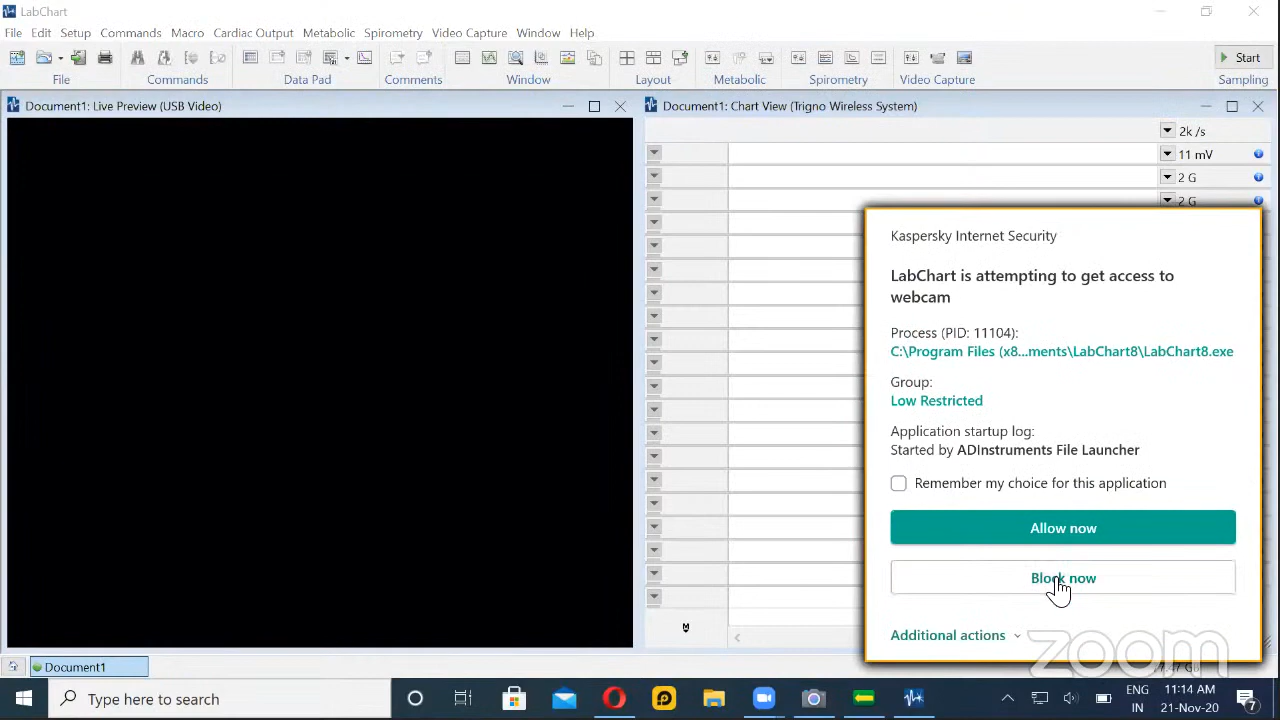 LabChart
File Edit Setup Commands Macro Cardiac Output Metabolic Spirometry Video Capture Window Help
Start
File Commands Data Pad Comments Window Layout Metabolic Spirometry Video Capture Sampling
Document1: Live Preview (USB Video)
Document1: Chart View (Trigno Wireless System)
2k /s
11 mV
2 G
2 G
Kaspersky Internet Security
LabChart is attempting to get access to
webcam
Process (PID: 11104):
C:\Program Files (x8...ments\LabChart8\LabChart8.exe
Group:
Low Restricted
Application startup log:
Started by ADInstruments File Launcher
Remember my choice for this application
Allow now
Block now
Additional actions
zoom
Document1
Type here to search
ENG
IN
11:14 AM
21-Nov-20
7